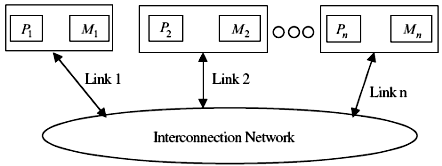 P1 M1 P2 M2 Pn Mn
Link 1 Link 2 Link n
Interconnection Network